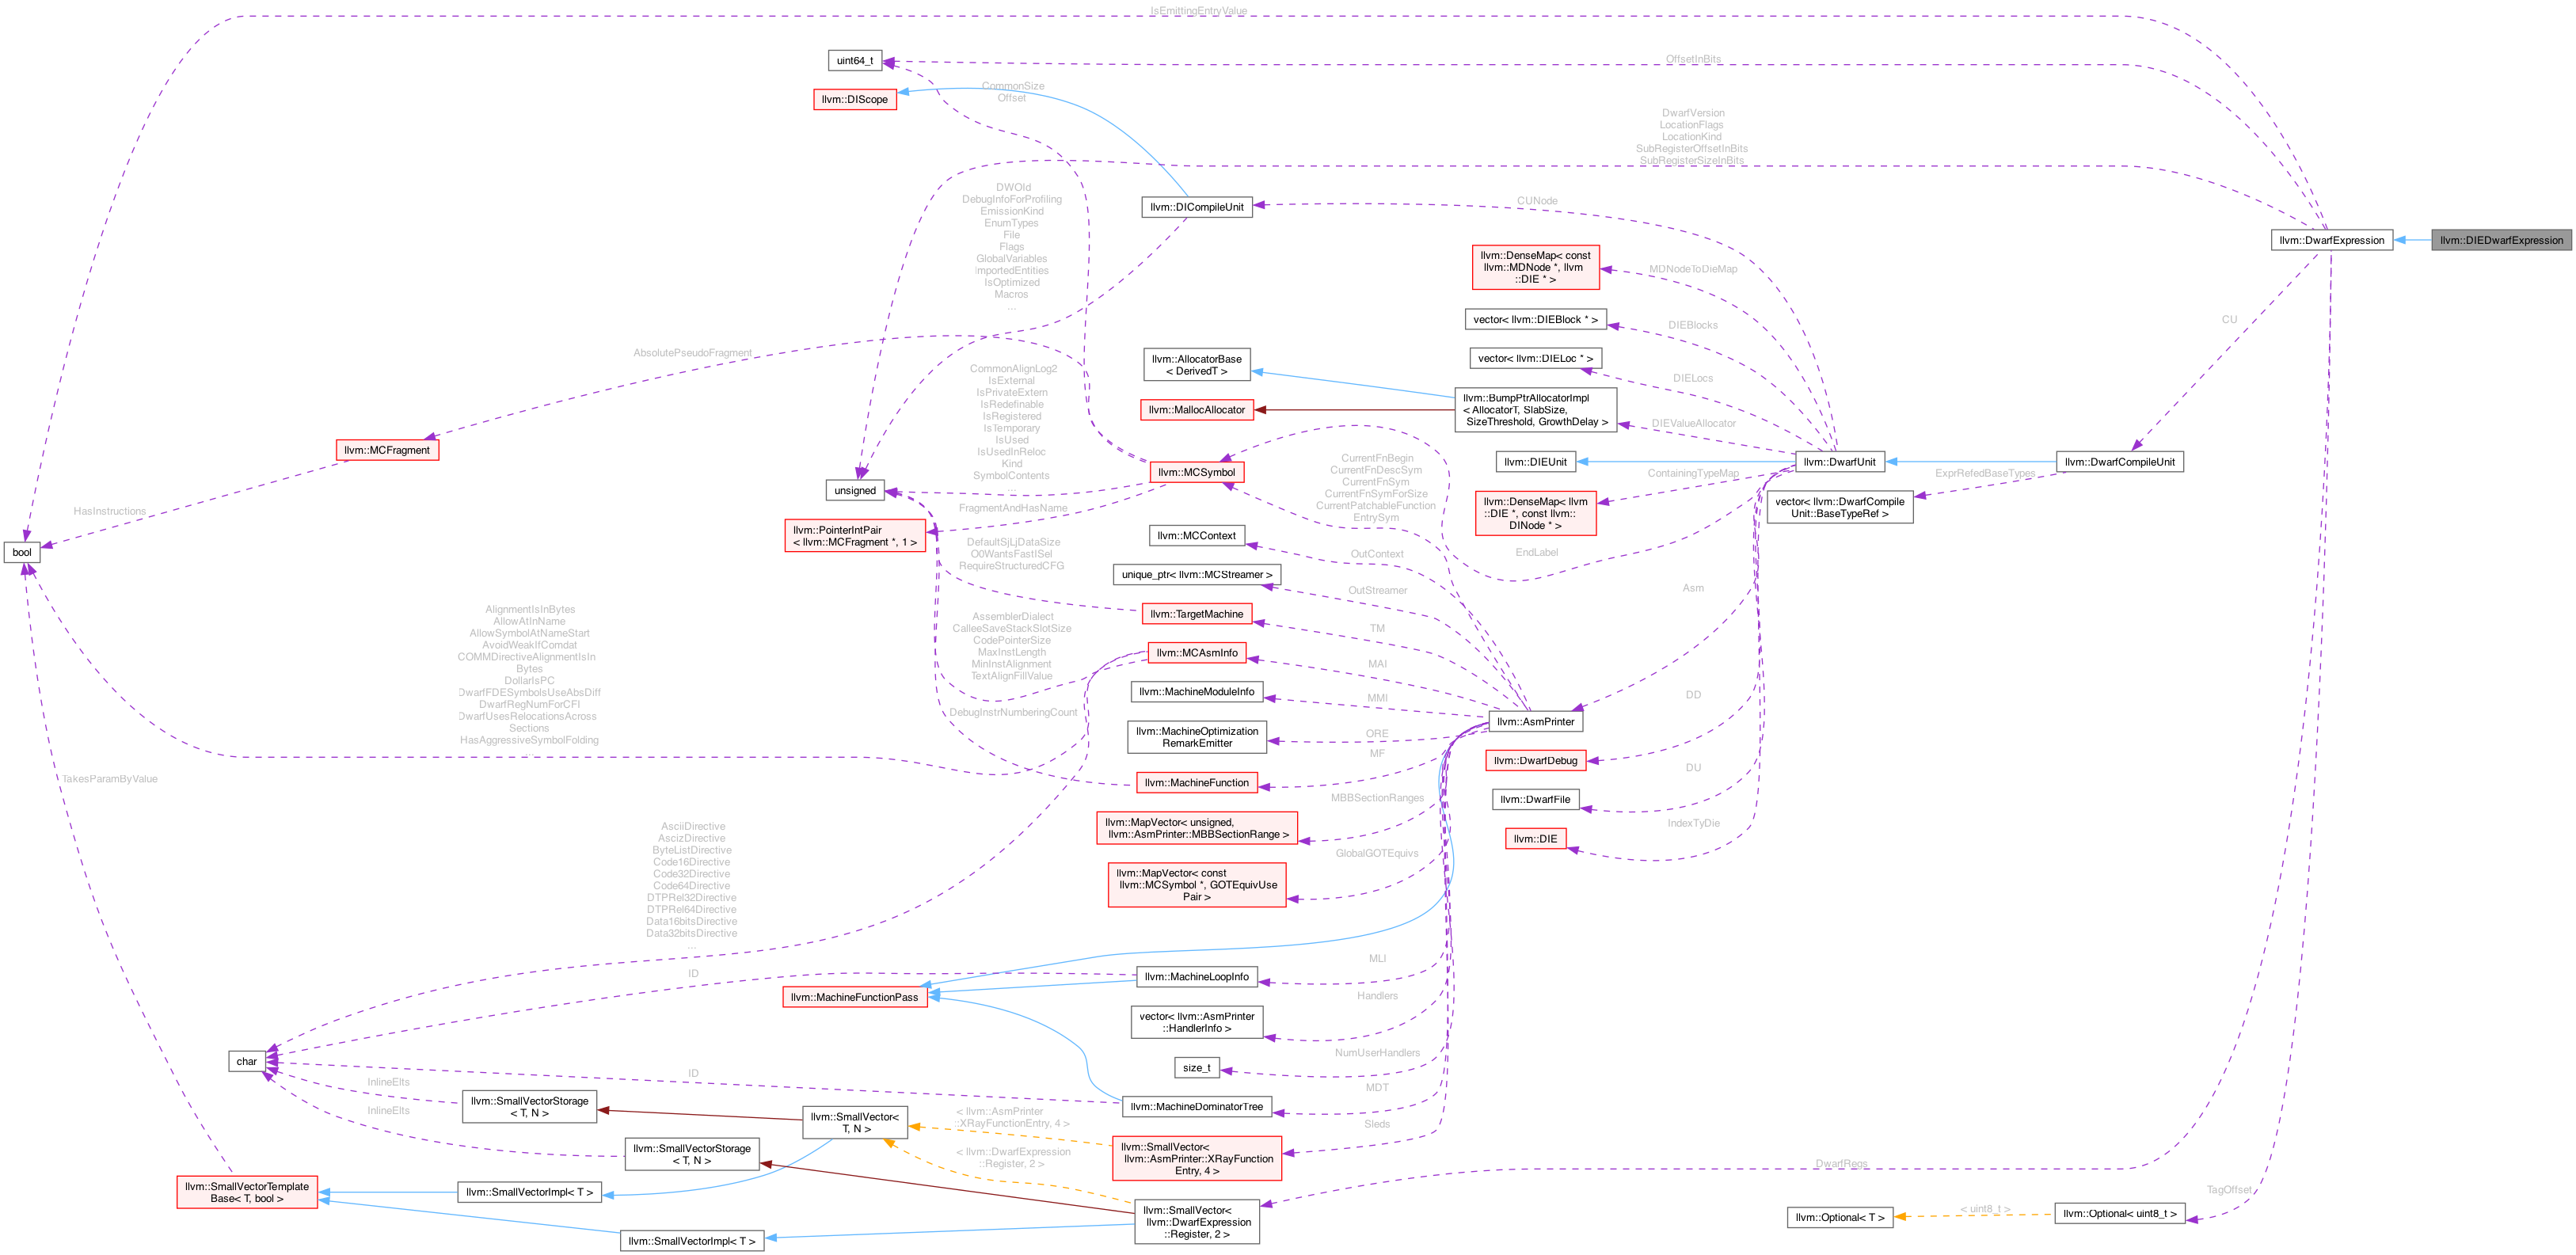 IsEmittingEntryValue
uint64_t
OffsetInBits
llvm::DIScope
CommonSize
Offset
DwarfVersion
LocationFlags
LocationKind
SubRegisterOffsetInBits
SubRegisterSizeInBits
DWOId
DebugInfoForProfiling
EmissionKind
EnumTypes
File
Flags
GlobalVariables
ImportedEntities
IsOptimized
Macros
...
llvm::DICompileUnit
CUNode
llvm::DwarfExpression
llvm::DIEDwarfExpression
llvm::DenseMap< const
llvm::MDNode *, llvm
::DIE * >
MDNodeToDieMap
vector< llvm::DIEBlock * >
DIEBlocks
CU
AbsolutePseudoFragment
llvm::AllocatorBase
< DerivedT >
vector< llvm::DIELoc * >
DIELocs
CommonAlignLog2
IsExternal
IsPrivateExtern
IsRedefinable
IsRegistered
IsTemporary
IsUsed
IsUsedInReloc
Kind
SymbolContents
...
llvm::MallocAllocator
llvm::BumpPtrAllocatorImpl
< AllocatorT, SlabSize,
SizeThreshold, GrowthDelay >
DIEValueAllocator
llvm::MCFragment
llvm::MCSymbol
CurrentFnBegin
CurrentFnDescSym
CurrentFnSym
CurrentFnSymForSize
CurrentPatchableFunction
EntrySym
llvm::DIEUnit
llvm::DwarfUnit
llvm::DwarfCompileUnit
ContainingTypeMap
ExprRefedBaseTypes
unsigned
llvm::DenseMap< llvm
::DIE *, const llvm::
DINode * >
vector< llvm::DwarfCompile
Unit::BaseTypeRef >
HasInstructions
FragmentAndHasName
llvm::PointerIntPair
< llvm::MCFragment *, 1 >
llvm::MCContext
OutContext
EndLabel
bool
DefaultSjLjDataSize
O0WantsFastISel
RequireStructuredCFG
unique_ptr< llvm::MCStreamer >
OutStreamer
Asm
AlignmentIsInBytes
AllowAtInName
AllowSymbolAtNameStart
AvoidWeakIfComdat
COMMDirectiveAlignmentIsIn
Bytes
DollarIsPC
DwarfFDESymbolsUseAbsDiff
DwarfRegNumForCFI
DwarfUsesRelocationsAcross
Sections
HasAggressiveSymbolFolding
...
llvm::TargetMachine
TM
AssemblerDialect
CalleeSaveStackSlotSize
CodePointerSize
MaxInstLength
MinInstAlignment
TextAlignFillValue
llvm::MCAsmInfo
MAI
llvm::MachineModuleInfo
MMI
DD
DebugInstrNumberingCount
llvm::AsmPrinter
llvm::MachineOptimization
RemarkEmitter
ORE
MF
llvm::DwarfDebug
DU
TakesParamByValue
llvm::MachineFunction
MBBSectionRanges
llvm::DwarfFile
llvm::MapVector< unsigned,
llvm::AsmPrinter::MBBSectionRange >
IndexTyDie
llvm::DIE
AsciiDirective
AscizDirective
ByteListDirective
Code16Directive
Code32Directive
Code64Directive
DTPRel32Directive
DTPRel64Directive
Data16bitsDirective
Data32bitsDirective
...
GlobalGOTEquivs
llvm::MapVector< const
llvm::MCSymbol *, GOTEquivUse
Pair >
MLI
ID
llvm::MachineLoopInfo
llvm::MachineFunctionPass
Handlers
vector< llvm::AsmPrinter
::HandlerInfo >
NumUserHandlers
char
size_t
ID
InlineElts
MDT
llvm::SmallVectorStorage
< T, N >
InlineElts
llvm::MachineDominatorTree
llvm::SmallVector<
T, N >
< llvm::AsmPrinter
::XRayFunctionEntry, 4 >
Sleds
llvm::SmallVectorStorage
< T, N >
< llvm::DwarfExpression
::Register, 2 >
llvm::SmallVector<
llvm::AsmPrinter::XRayFunction
Entry, 4 >
DwarfRegs
llvm::SmallVectorTemplate
Base< T, bool >
llvm::SmallVectorImpl< T >
TagOffset
llvm::SmallVector<
llvm::DwarfExpression
::Register, 2 >
llvm::Optional< T >
< uint8_t >
llvm::Optional< uint8_t >
llvm::SmallVectorImpl< T >